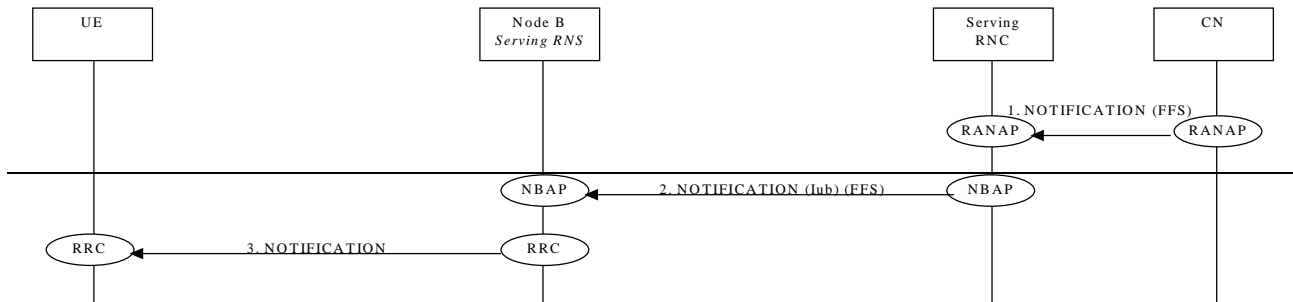 UE
Node B
Serving RNS
Serving
RNC
CN
1. NOTIFICATION (FFS)
RANAP
RANAP
NBAP
2. NOTIFICATION (Iub) (FFS)
NBAP
RRC
3. NOTIFICATION
RRC